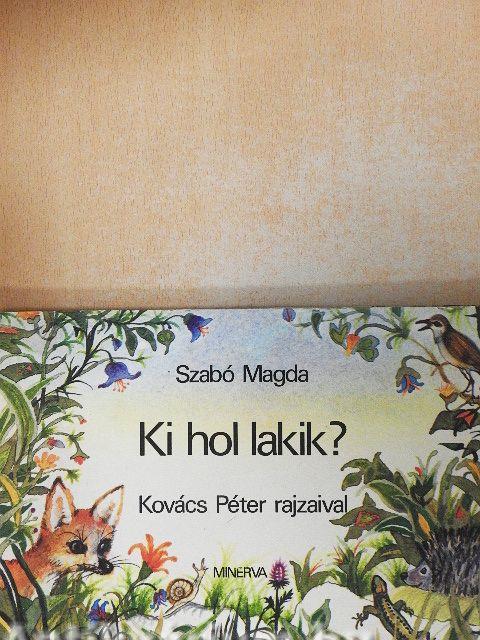 Szabó Magda
Ki hol lakik?
Kovács Péter rajzaival
MINERVA